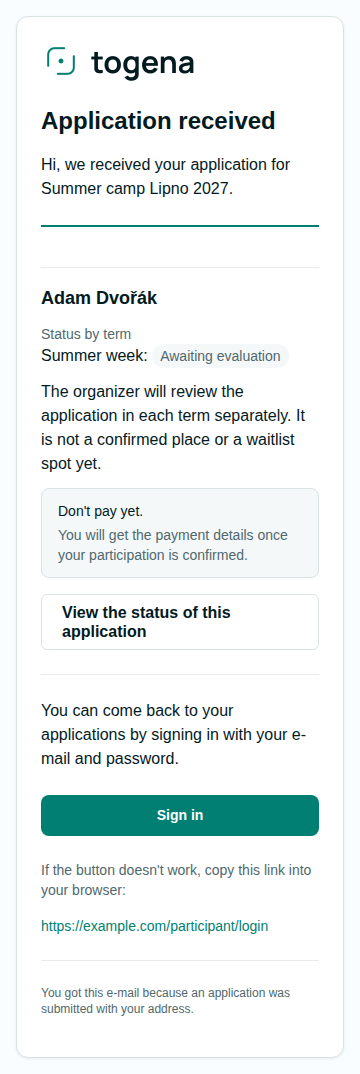 togena
Application received
Hi, we received your application for
Summer camp Lipno 2027.
Adam Dvořák
Status by term
Summer week: Awaiting evaluation
The organizer will review the
application in each term separately. It
is not a confirmed place or a waitlist
spot yet.
Don't pay yet.
You will get the payment details once
your participation is confirmed.
View the status of this
application
You can come back to your
applications by signing in with your e-
mail and password.
Sign in
If the button doesn't work, copy this link into
your browser:
https://example.com/participant/login
You got this e-mail because an application was
submitted with your address.